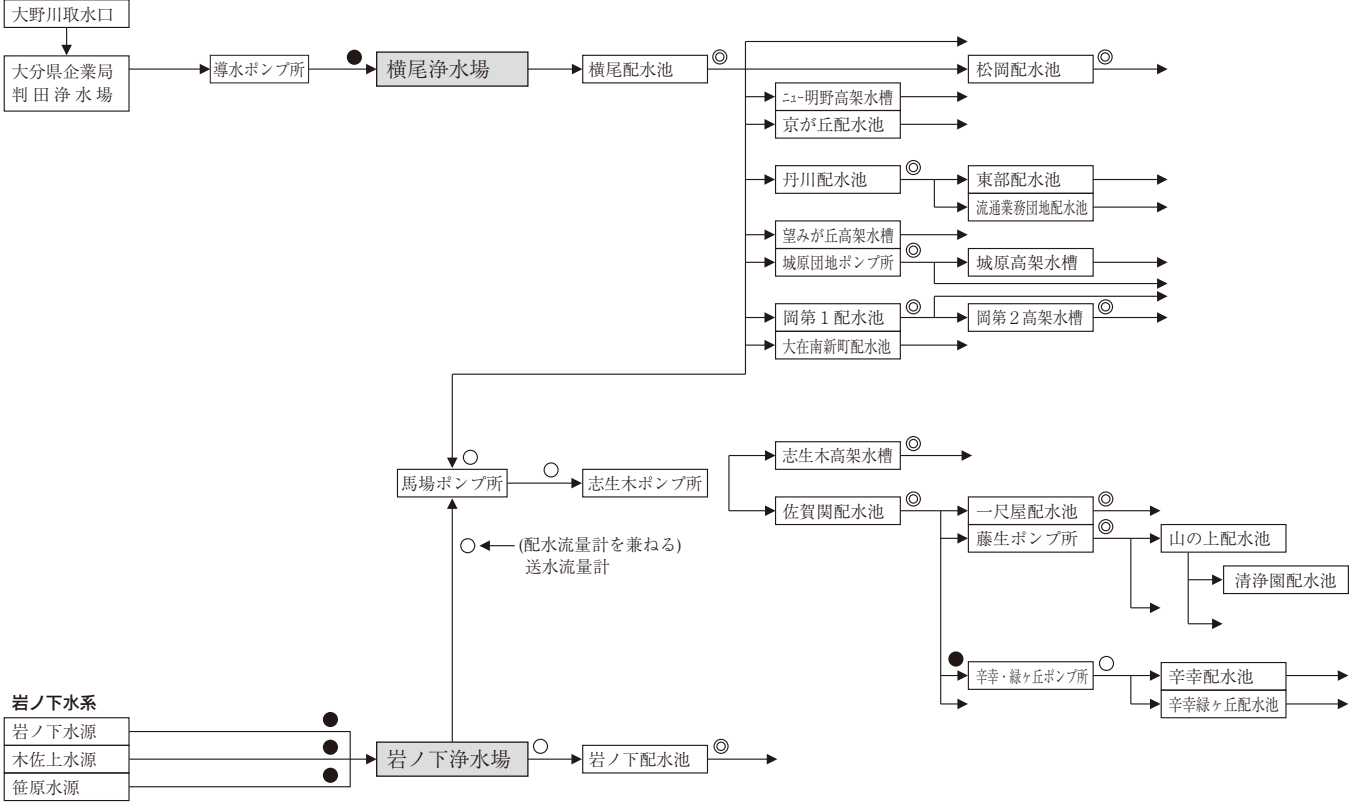 大野川取水口
大分県企業局
判田浄水場
導水ポンプ所
横尾浄水場
横尾配水池
松岡配水池
ニュー明野高架水槽
京が丘配水池
丹川配水池
東部配水池
流通業務団地配水池
望みが丘高架水槽
城原団地ポンプ所
城原高架水槽
岡第1配水池
岡第2高架水槽
大在南新町配水池
馬場ポンプ所
志生木ポンプ所
志生木高架水槽
佐賀関配水池
一尺屋配水池
藤生ポンプ所
山の上配水池
清浄園配水池
(配水流量計を兼ねる)
送水流量計
辛幸・緑ヶ丘ポンプ所
辛幸配水池
辛幸緑ヶ丘配水池
岩ノ下水系
岩ノ下水源
木佐上水源
笹原水源
岩ノ下浄水場
岩ノ下配水池